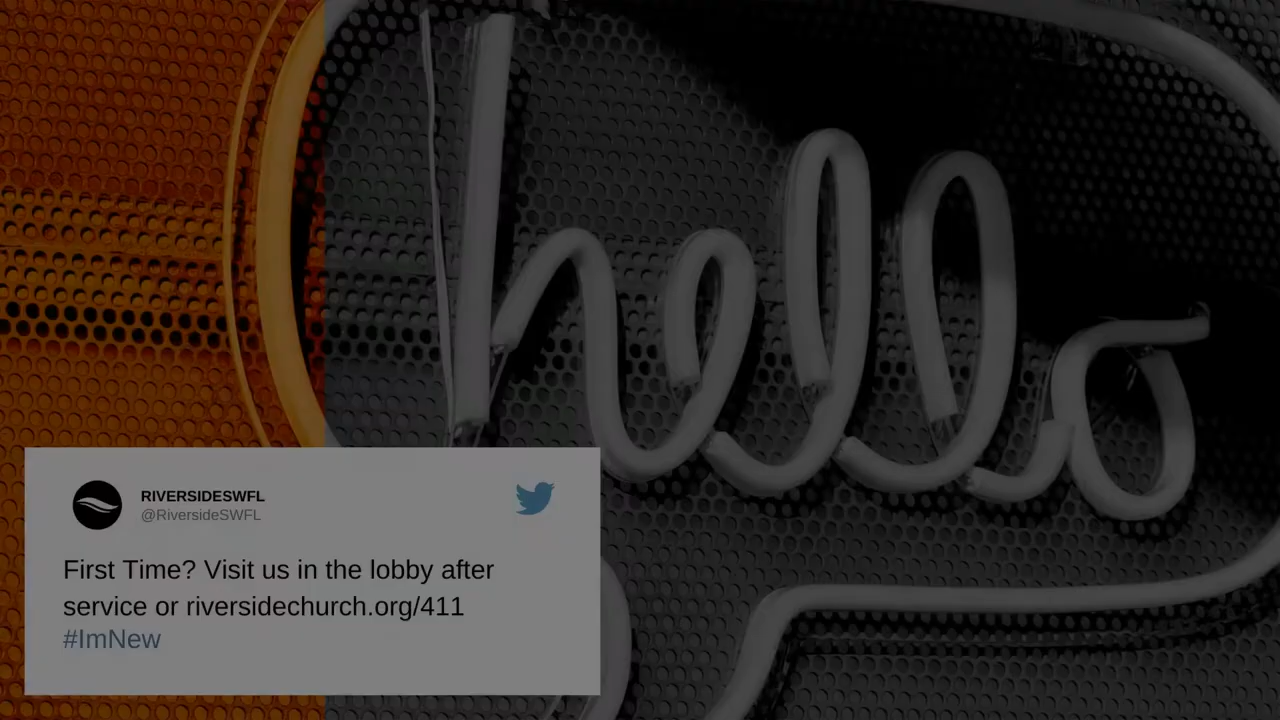 hello
RIVERSIDESWFL
@RiversideSWFL
First Time? Visit us in the lobby after
service or riversidechurch.org/411
#ImNew